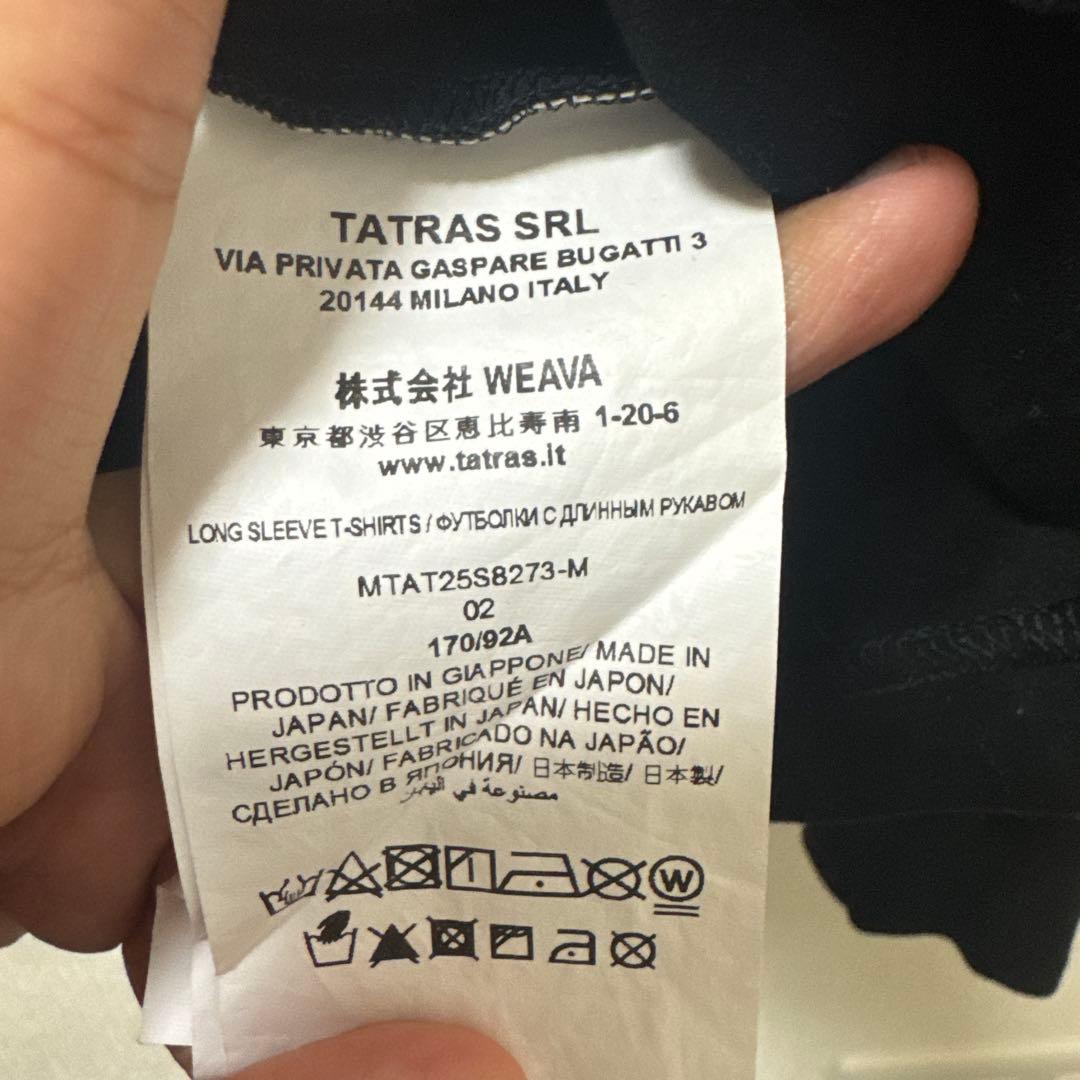 TATRAS SRL
VIA PRIVATA GASPARE BUGATTI 3
20144 MILANO ITALY
株式会社 WEAVA
東京都渋谷区恵比寿南 1-20-6
www.tatras.it
LONG SLEEVE T-SHIRTS / ФУТБОЛКИ С ДЛИННЫМ РУКАВОМ
MTAT25S8273-M
02
170/92A
PRODOTTO IN GIAPPONE/ MADE IN
JAPAN/ FABRIQUÉ EN JAPON/
HERGESTELLT IN JAPAN/ HECHO EN
JAPÓN/ FABRICADO NA JAPÃO/
СДЕЛАНО В ЯПОНИЯ/ 日本制造/ 日本製/
مصنوعة في
W